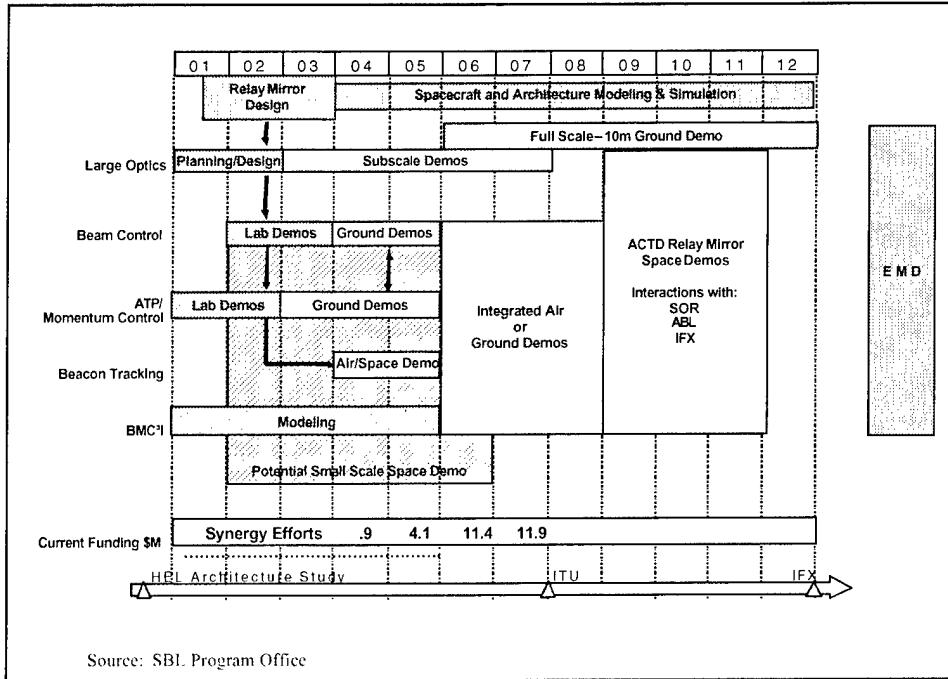 01 02 03 04 05 06 07 08 09 10 11 12
Relay Mirror
Design
Spacecraft and Architecture Modeling & Simulation
Full Scale – 10m Ground Demo
Large Optics
Planning/Design
Subscale Demos
Beam Control
Lab Demos
Ground Demos
ACTD Relay Mirror
Space Demos
Interactions with:
SOR
ABL
IFX
EMD
ATP/
Momentum Control
Lab Demos
Ground Demos
Integrated Air
or
Ground Demos
Beacon Tracking
Air/Space Demo
BMC³I
Modeling
Potential Small Scale Space Demo
Current Funding $M
Synergy Efforts .9 4.1 11.4 11.9
HEL Architecture Study
ITU
IFX
Source: SBL Program Office